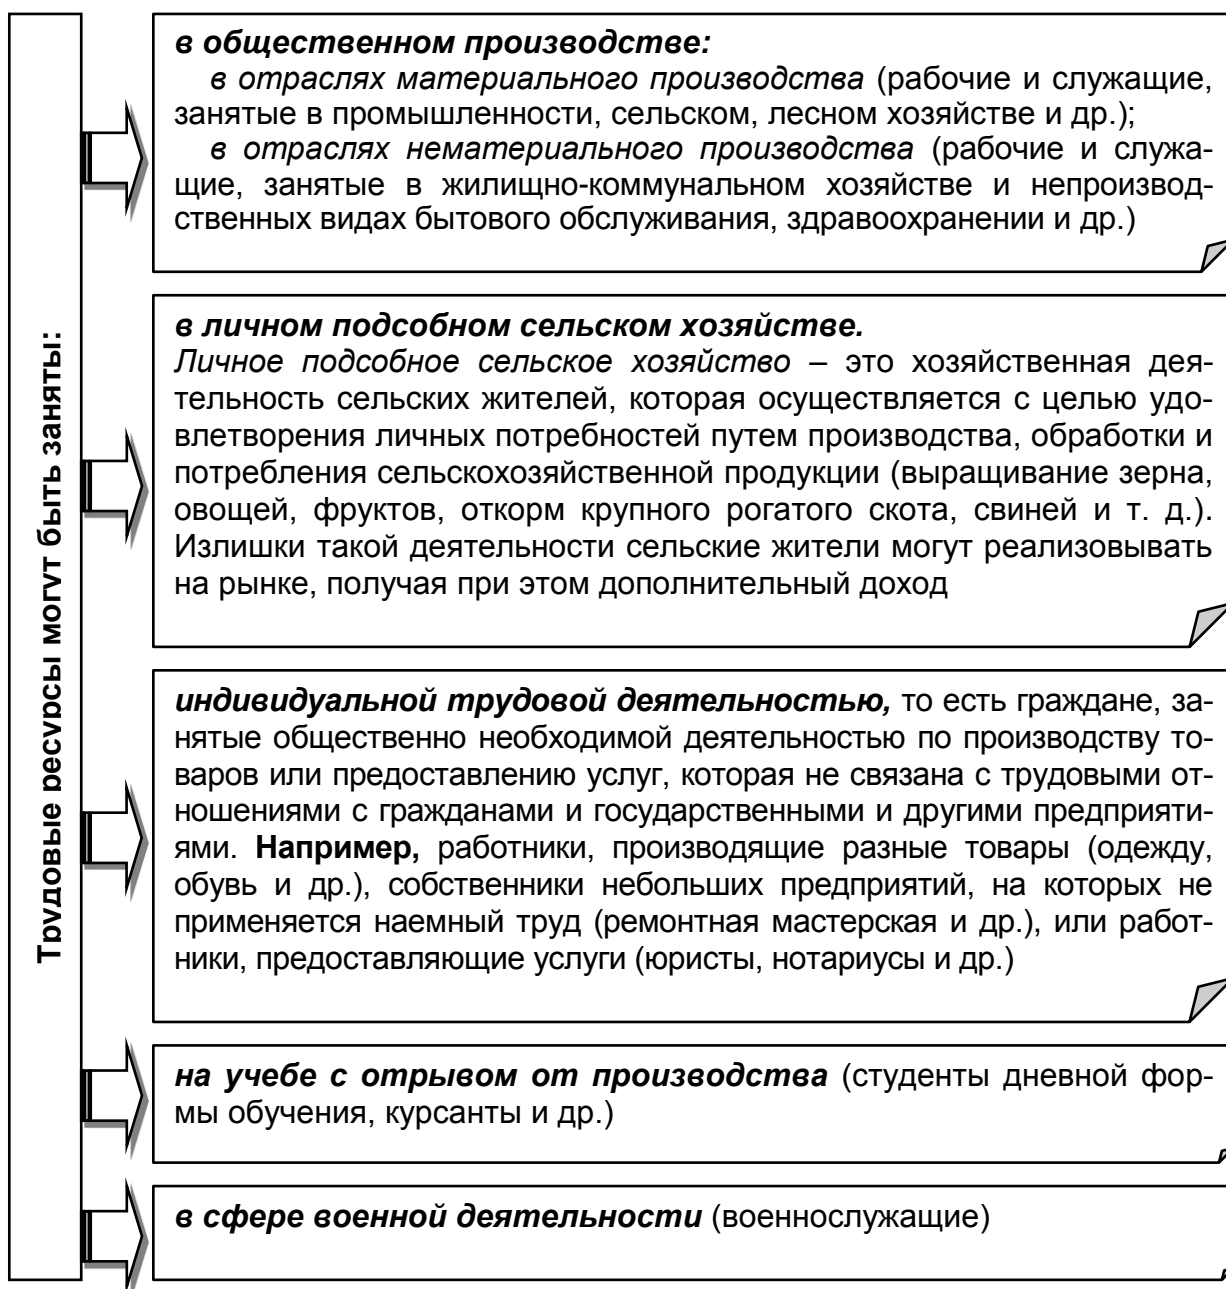 Трудовые ресурсы могут быть заняты:
в общественном производстве:
в отраслях материального производства (рабочие и служащие,
занятые в промышленности, сельском, лесном хозяйстве и др.);
в отраслях нематериального производства (рабочие и служа-
щие, занятые в жилищно-коммунальном хозяйстве и непроизвод-
ственных видах бытового обслуживания, здравоохранении и др.)
в личном подсобном сельском хозяйстве.
Личное подсобное сельское хозяйство – это хозяйственная дея-
тельность сельских жителей, которая осуществляется с целью удо-
влетворения личных потребностей путем производства, обработки и
потребления сельскохозяйственной продукции (выращивание зерна,
овощей, фруктов, откорм крупного рогатого скота, свиней и т. д.).
Излишки такой деятельности сельские жители могут реализовывать
на рынке, получая при этом дополнительный доход
индивидуальной трудовой деятельностью, то есть граждане, за-
нятые общественно необходимой деятельностью по производству то-
варов или предоставлению услуг, которая не связана с трудовыми от-
ношениями с гражданами и государственными и другими предприяти-
ями. Например, работники, производящие разные товары (одежду,
обувь и др.), собственники небольших предприятий, на которых не
применяется наемный труд (ремонтная мастерская и др.), или работ-
ники, предоставляющие услуги (юристы, нотариусы и др.)
на учебе с отрывом от производства (студенты дневной фор-
мы обучения, курсанты и др.)
в сфере военной деятельности (военнослужащие)